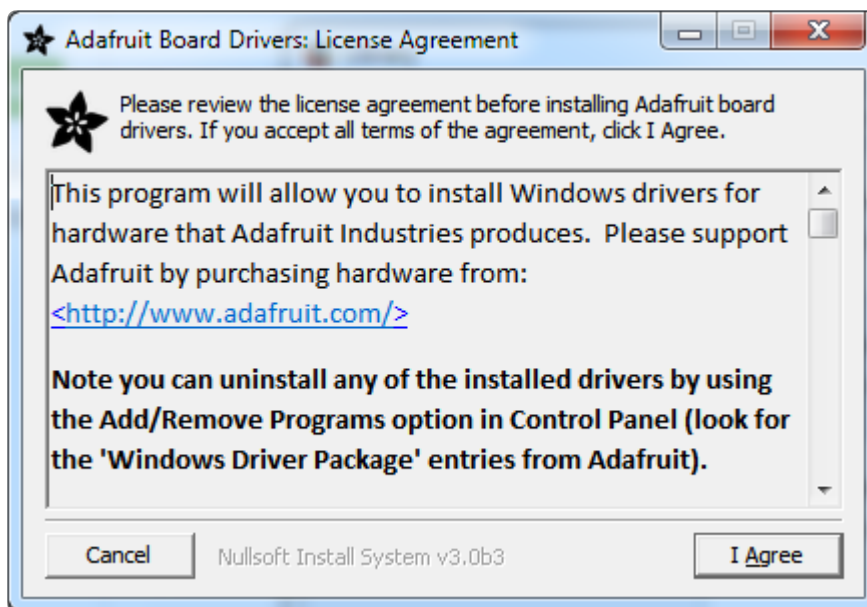 Adafruit Board Drivers: License Agreement
Please review the license agreement before installing Adafruit board
drivers. If you accept all terms of the agreement, click I Agree.
This program will allow you to install Windows drivers for
hardware that Adafruit Industries produces.  Please support
Adafruit by purchasing hardware from:
<http://www.adafruit.com/>
Note you can uninstall any of the installed drivers by using
the Add/Remove Programs option in Control Panel (look for
the 'Windows Driver Package' entries from Adafruit).
Cancel
Nullsoft Install System v3.0b3
I Agree